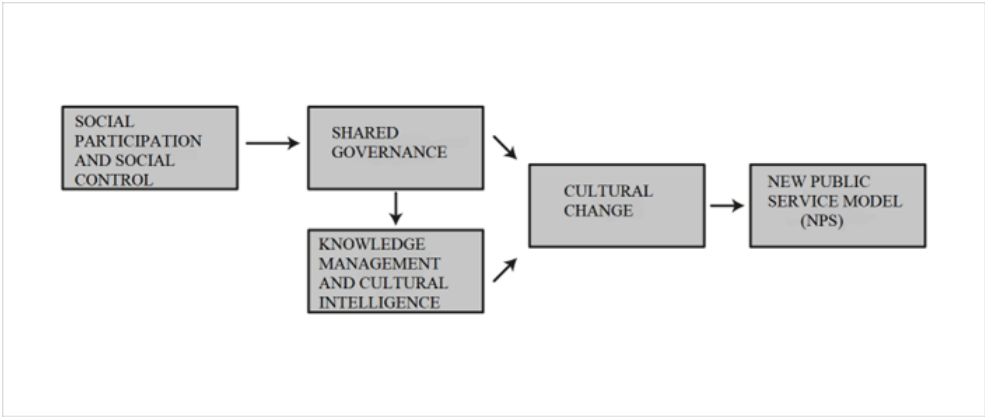 SOCIAL
PARTICIPATION
AND SOCIAL
CONTROL
SHARED
GOVERNANCE
KNOWLEDGE
MANAGEMENT
AND CULTURAL
INTELLIGENCE
CULTURAL
CHANGE
NEW PUBLIC
SERVICE MODEL
(NPS)